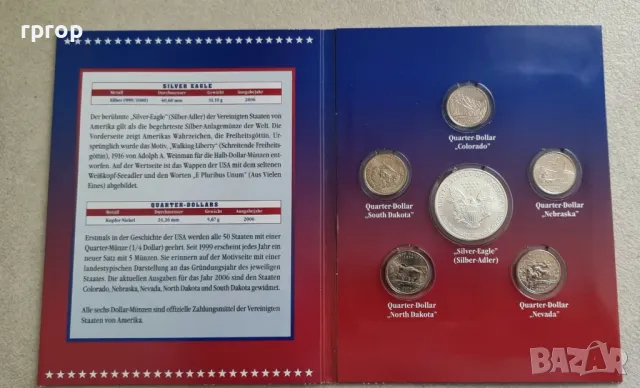 rprop
SILVER EAGLE
Metall Durchmesser Gewicht Ausgabejahr
Silber (999/1000) 40,60 mm 31,10 g 2006
Der berühmte „Silver-Eagle“ (Silber-Adler) der Vereinigten Staaten von
Amerika gilt als die begehrteste Silber-Anlagemünze der Welt. Die
Vorderseite zeigt Amerikas Wahrzeichen, die Freiheitsgöttin. Ur-
sprünglich wurde das Motiv „Walking Liberty“ (Schreitende Freiheits-
göttin), 1916 von Adolph A. Weinman für die Halb-Dollar-Münzen ent-
worfen. Auf der Wertseite ist das Wappen der USA mit dem seltenen
Weißkopf-Seeadler und den Worten „E Pluribus Unum“ (Aus Vielen
Eines) abgebildet.
QUARTER-DOLLARS
Metall Durchmesser Gewicht Ausgabejahr
Kupfer-Nickel 24,26 mm 5,67 g 2006
Erstmals in der Geschichte der USA werden alle 50 Staaten mit einer
Quarter-Münze (1/4 Dollar) geehrt. Seit 1999 erscheint jedes Jahr ein
neuer Satz mit 5 Münzen. Sie erinnern auf der Motivseite mit einer
landestypischen Darstellung an das Gründungsjahr des jeweiligen
Staates. Die aktuellen Ausgaben für das Jahr 2006 sind den Staaten
Colorado, Nebraska, Nevada, North Dakota und South Dakota gewidmet.
Alle sechs Dollar-Münzen sind offizielle Zahlungsmittel der Vereinigten
Staaten von Amerika.
Quarter-Dollar
„Colorado“
Quarter-Dollar
„South Dakota“
Quarter-Dollar
„Nebraska“
„Silver-Eagle“
(Silber-Adler)
Quarter-Dollar
„North Dakota“
Quarter-Dollar
„Nevada“
BAZAR
bg